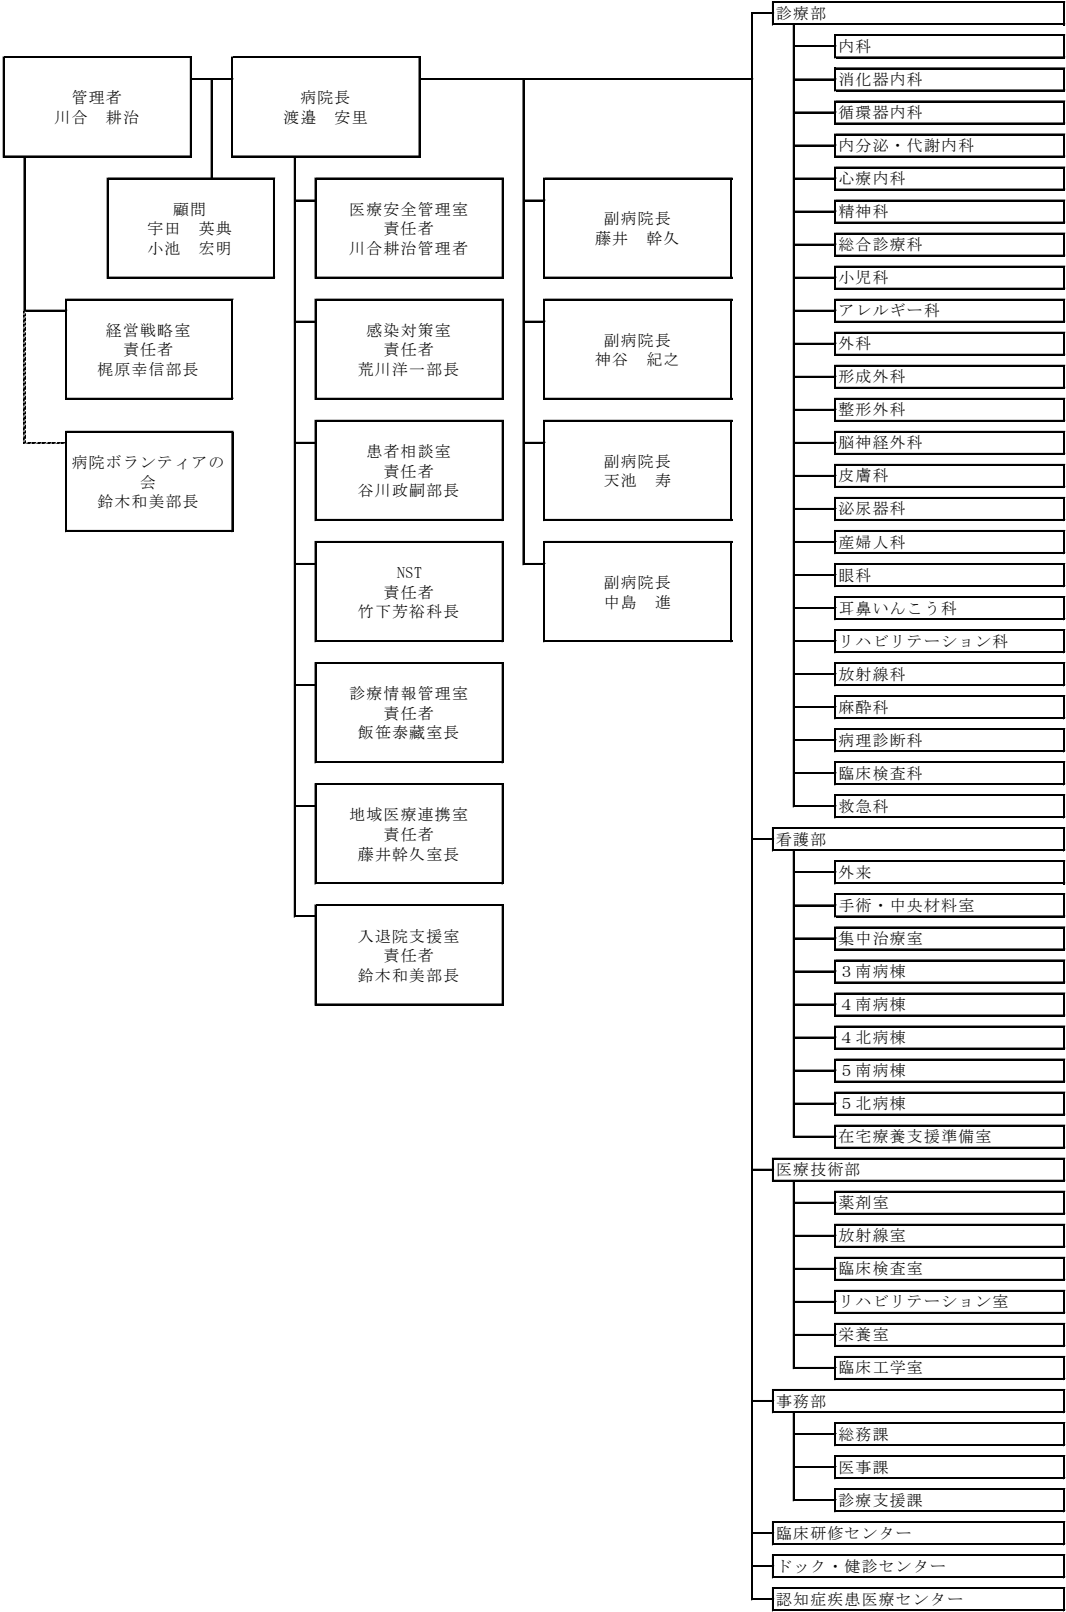 管理者
川合　耕治
病院長
渡邉　安里
顧問
宇田　英典
小池　宏明
経営戦略室
責任者
梶原幸信部長
病院ボランティアの
会
鈴木和美部長
医療安全管理室
責任者
川合耕治管理者
感染対策室
責任者
荒川洋一部長
患者相談室
責任者
谷川政嗣部長
NST
責任者
竹下芳裕科長
診療情報管理室
責任者
飯笹泰藏室長
地域医療連携室
責任者
藤井幹久室長
入退院支援室
責任者
鈴木和美部長
副病院長
藤井　幹久
副病院長
神谷　紀之
副病院長
天池　寿
副病院長
中島　進
診療部
内科
消化器内科
循環器内科
内分泌・代謝内科
心療内科
精神科
総合診療科
小児科
アレルギー科
外科
形成外科
整形外科
脳神経外科
皮膚科
泌尿器科
産婦人科
眼科
耳鼻いんこう科
リハビリテーション科
放射線科
麻酔科
病理診断科
臨床検査科
救急科
看護部
外来
手術・中央材料室
集中治療室
３南病棟
４南病棟
４北病棟
５南病棟
５北病棟
在宅療養支援準備室
医療技術部
薬剤室
放射線室
臨床検査室
リハビリテーション室
栄養室
臨床工学室
事務部
総務課
医事課
診療支援課
臨床研修センター
ドック・健診センター
認知症疾患医療センター